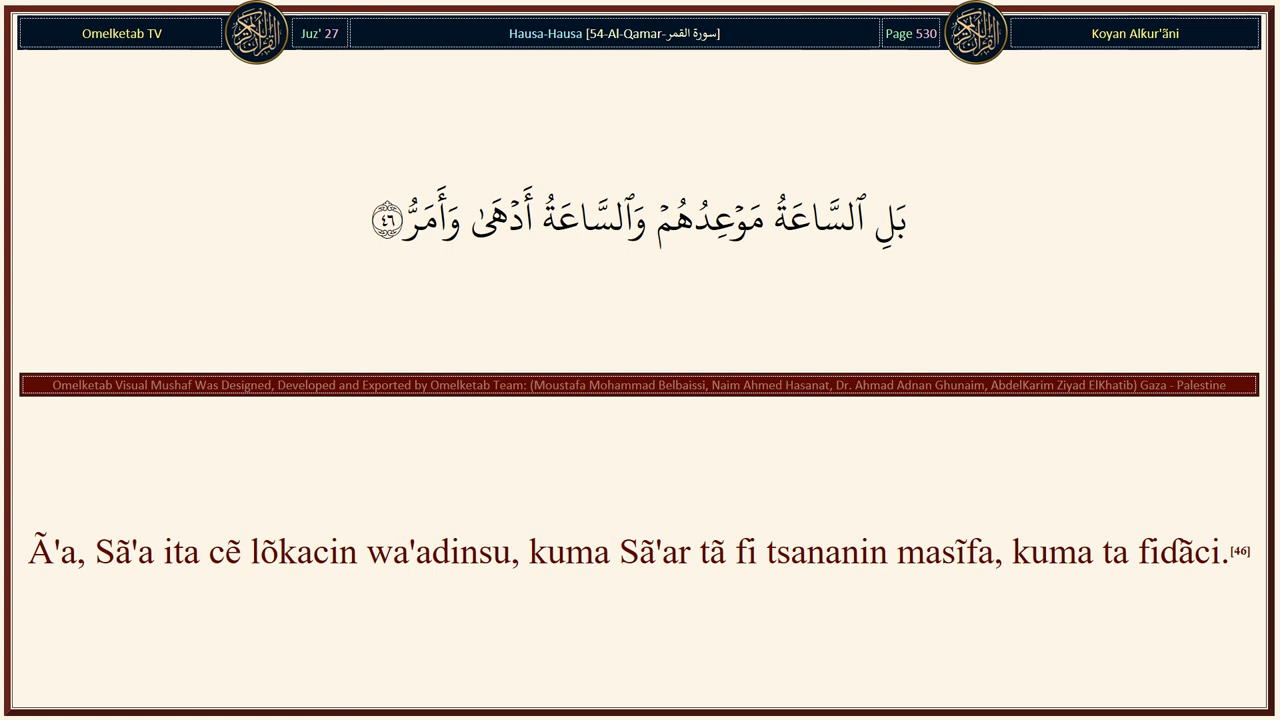 Omelketab TV
Juz' 27
Hausa-Hausa [54-Al-Qamar-سورة القمر]
Page 530
Koyan Alkur'ãni
بَلِ ٱلسَّاعَةُ مَوۡعِدُهُمۡ وَٱلسَّاعَةُ أَدۡهَىٰ وَأَمَرُّ ٤٦
Omelketab Visual Mushaf Was Designed, Developed and Exported by Omelketab Team: (Moustafa Mohammad Belbaissi, Naim Ahmed Hasanat, Dr. Ahmad Adnan Ghunaim, AbdelKarim Ziyad ElKhatib) Gaza - Palestine
Ã'a, Sã'a ita cẽ lõkacin wa'adinsu, kuma Sã'ar tã fi tsananin masĩfa, kuma ta fi ɗãci.[46]